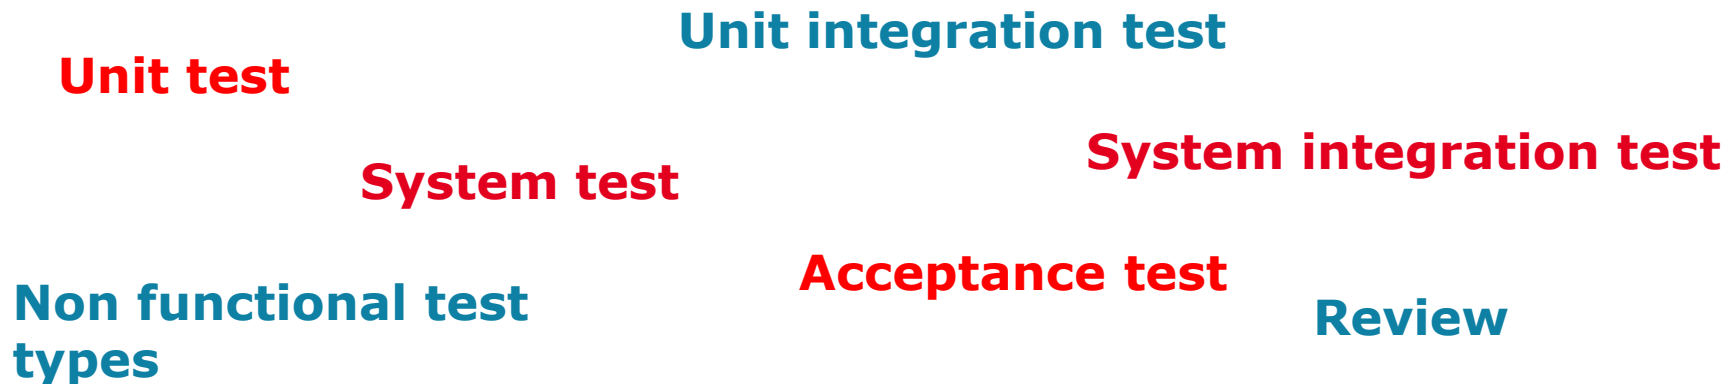 Unit integration test
Unit test
System integration test
System test
Acceptance test
Non functional test
types
Review